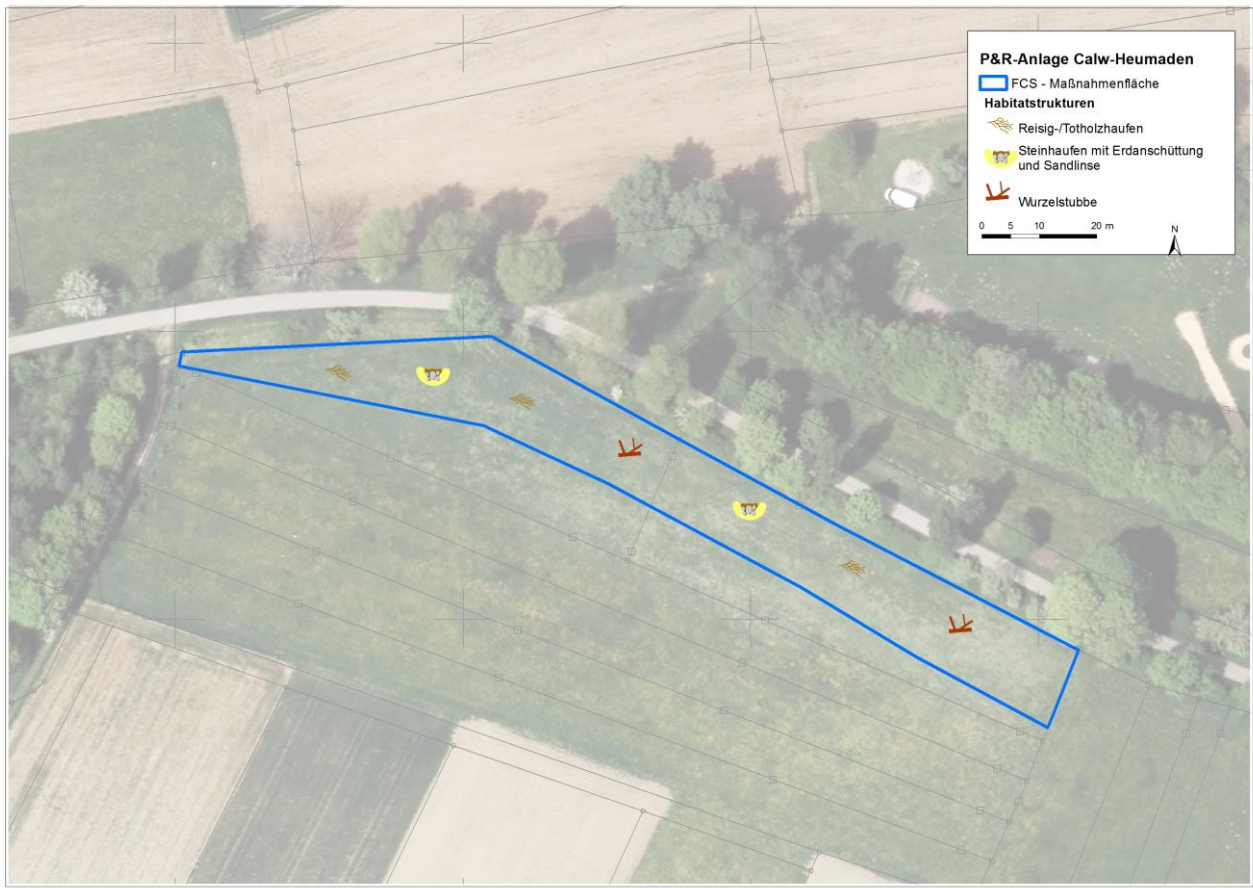 P&R-Anlage Calw-Heumaden
FCS - Maßnahmenfläche
Habitatstrukturen
Reisig-/Totholzhaufen
Steinhaufen mit Erdanschüttung
und Sandlinse
Wurzelstubbe
0 5 10 20 m
N